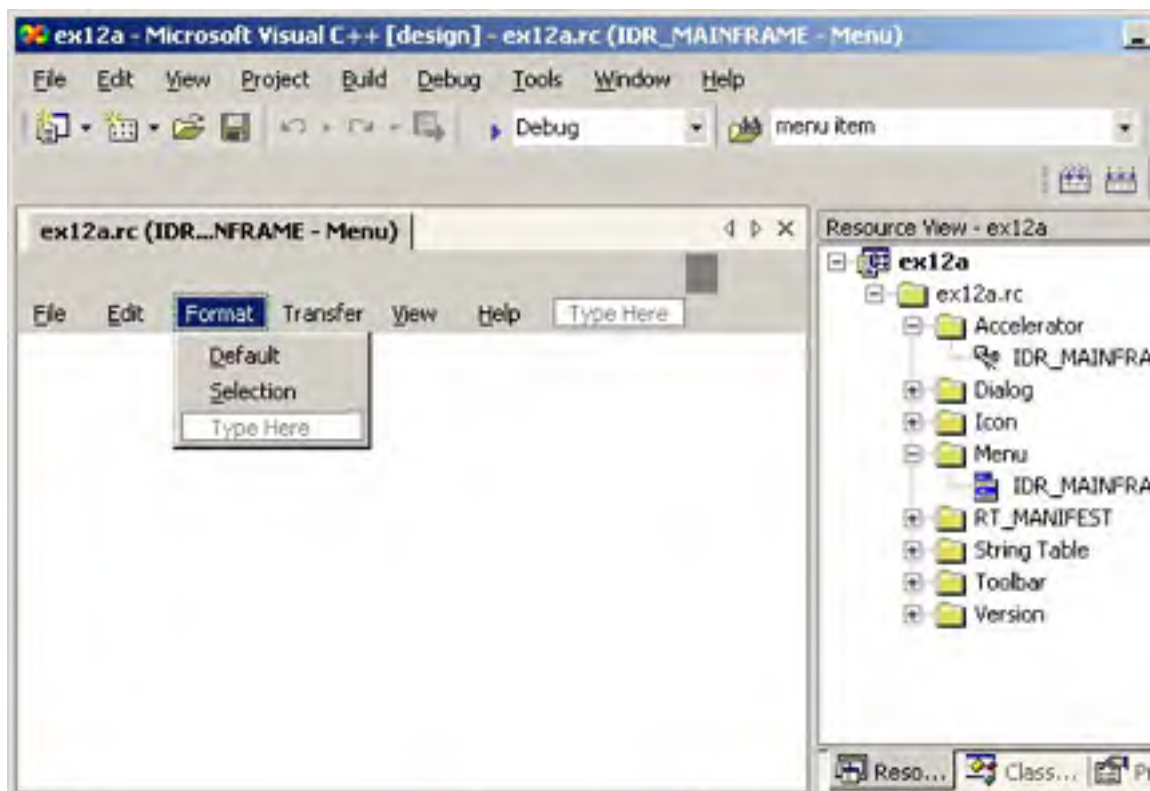 ex12a - Microsoft Visual C++ [design] - ex12a.rc (IDR_MAINFRAME - Menu)
File Edit View Project Build Debug Tools Window Help
Debug menu item
ex12a.rc (IDR...NFRAME - Menu)
File Edit Format Transfer View Help Type Here
Default
Selection
Type Here
Resource View - ex12a
ex12a
ex12a.rc
Accelerator
IDR_MAINFRA
Dialog
Icon
Menu
IDR_MAINFRA
RT_MANIFEST
String Table
Toolbar
Version
Reso... Class... Pr